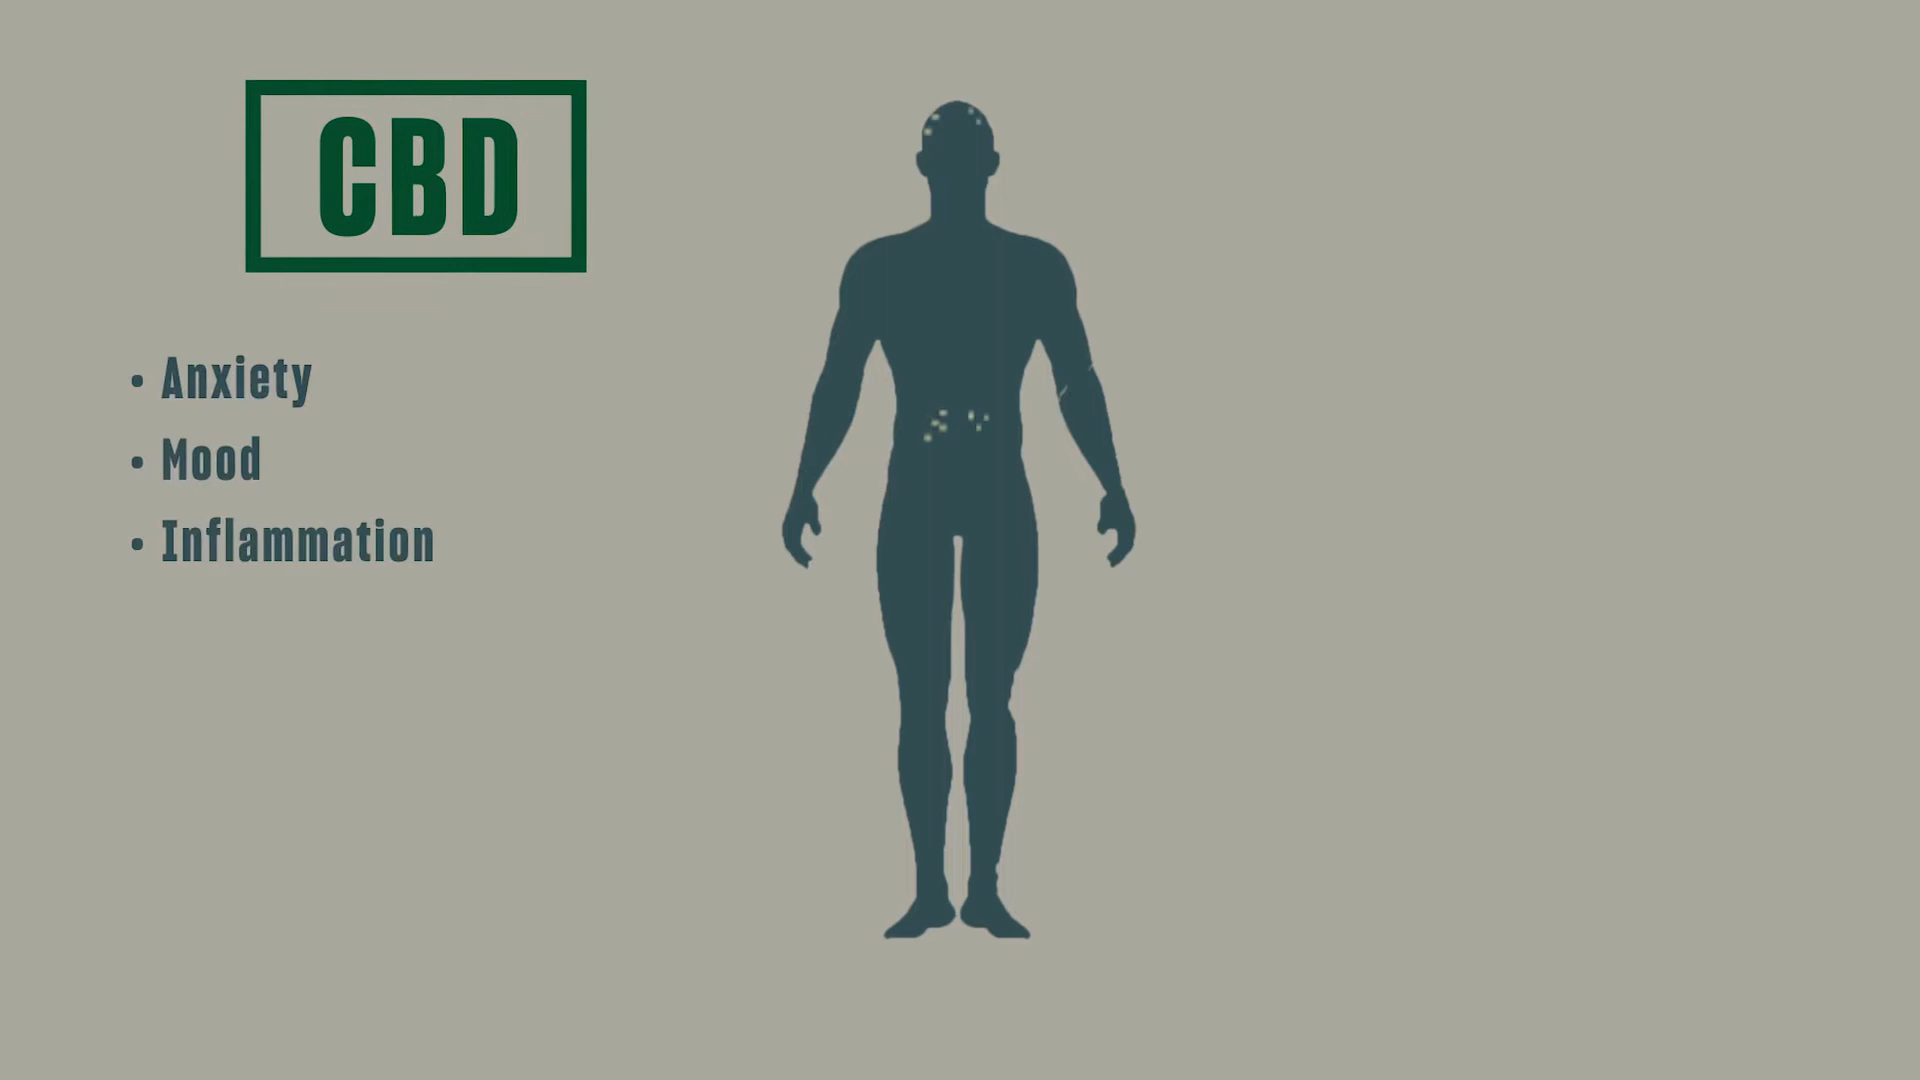 CBD
• Anxiety
• Mood
• Inflammation